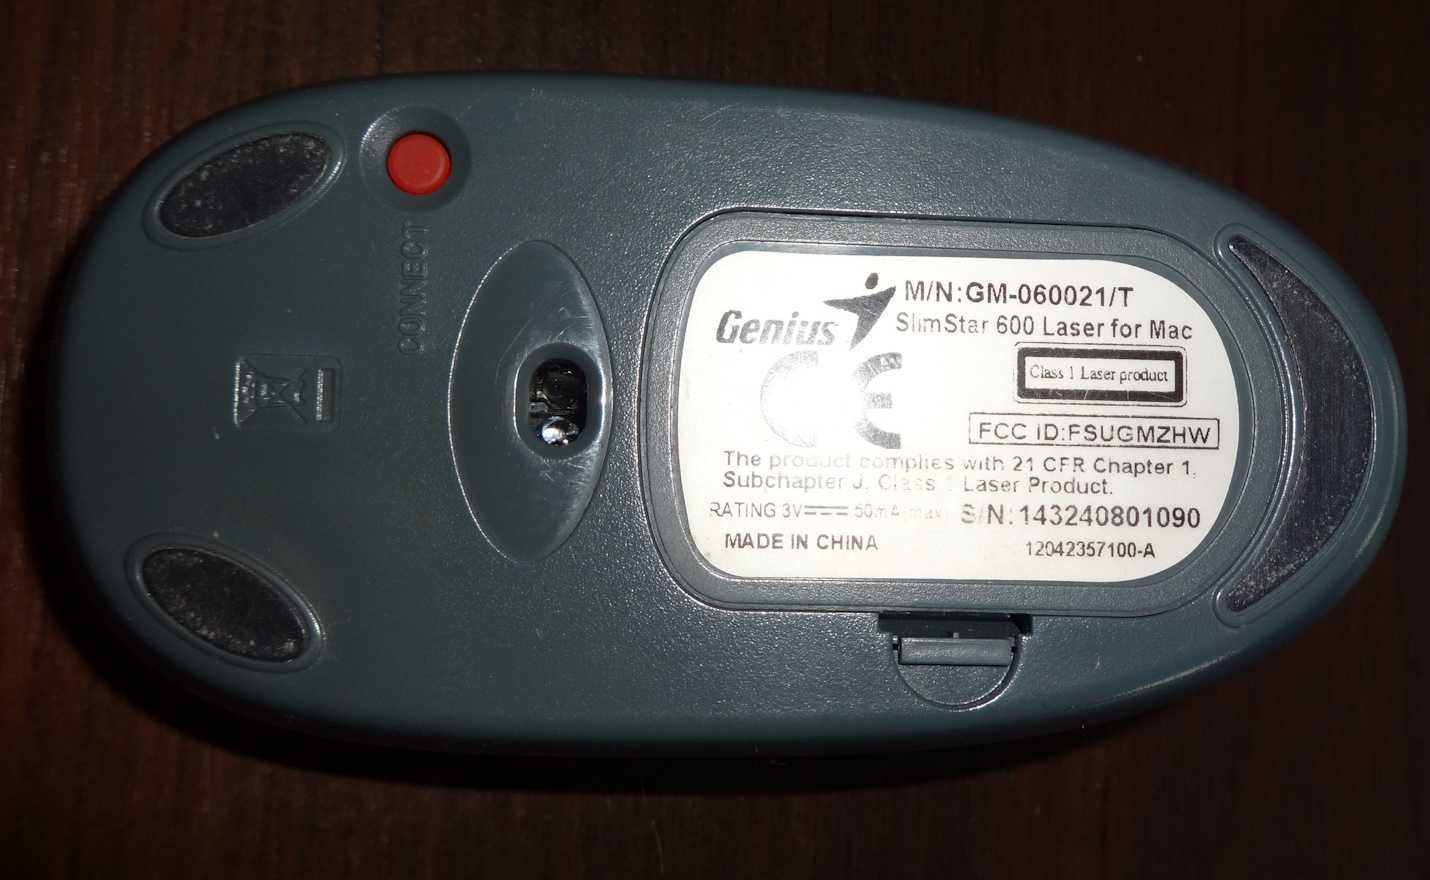 CONNECT
Genius
M/N:GM-060021/T
SlimStar 600 Laser for Mac
CE
Class 1 Laser product
FCC ID:FSUGMZHW
The product complies with 21 CFR Chapter 1,
Subchapter J, Class 1 Laser Product.
RATING 3V 50mA(max) S/N:143240801090
MADE IN CHINA 12042357100-A